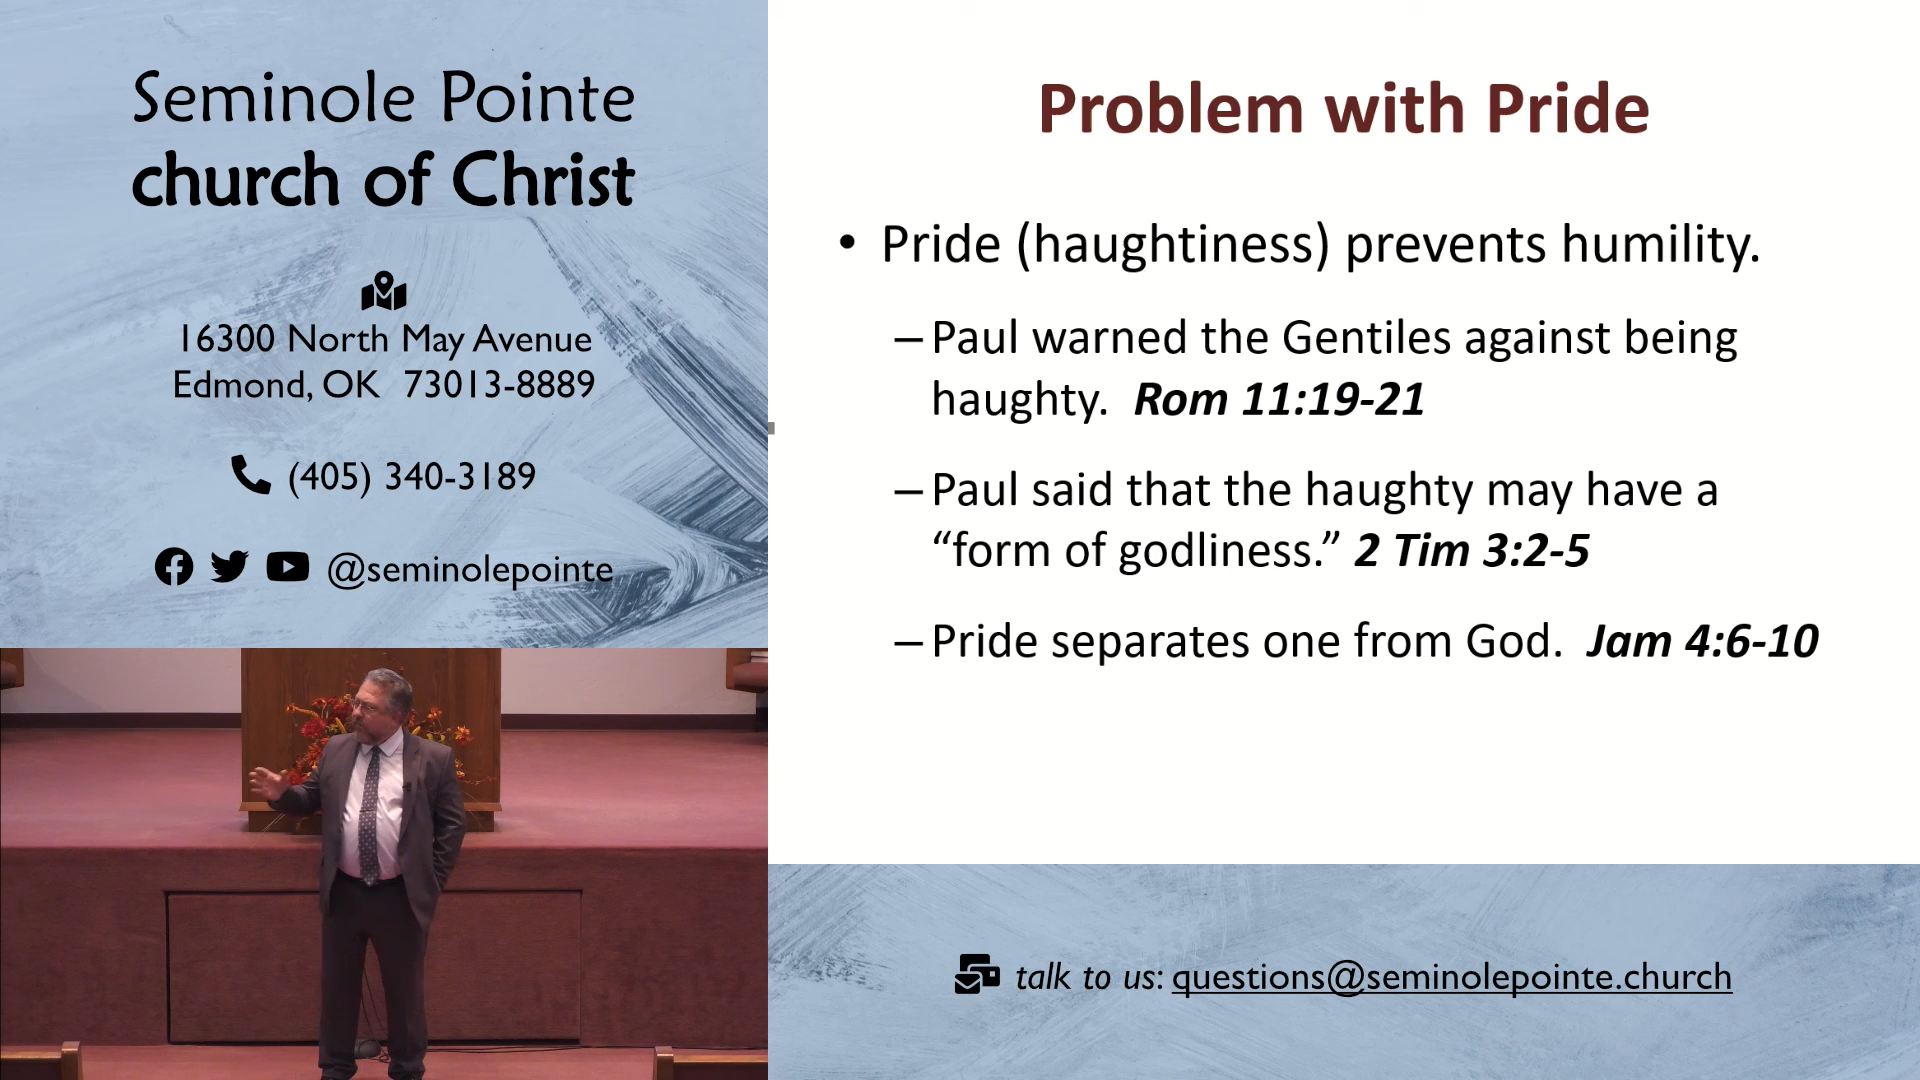 Seminole Pointe
church of Christ
16300 North May Avenue
Edmond, OK 73013-8889
(405) 340-3189
@seminolepointe
Problem with Pride
• Pride (haughtiness) prevents humility.
– Paul warned the Gentiles against being
haughty. Rom 11:19-21
– Paul said that the haughty may have a
“form of godliness.” 2 Tim 3:2-5
– Pride separates one from God. Jam 4:6-10
talk to us: questions@seminolepointe.church